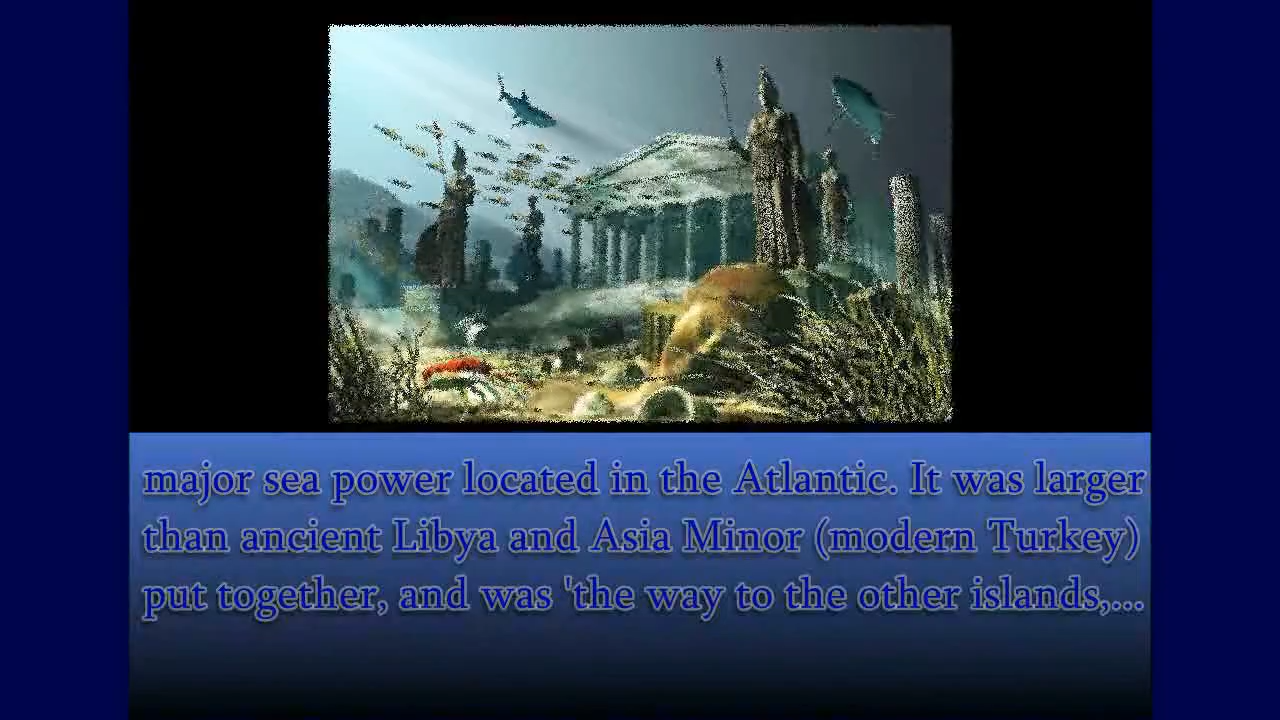 major sea power located in the Atlantic. It was larger
than ancient Libya and Asia Minor (modern Turkey)
put together, and was 'the way to the other islands,...